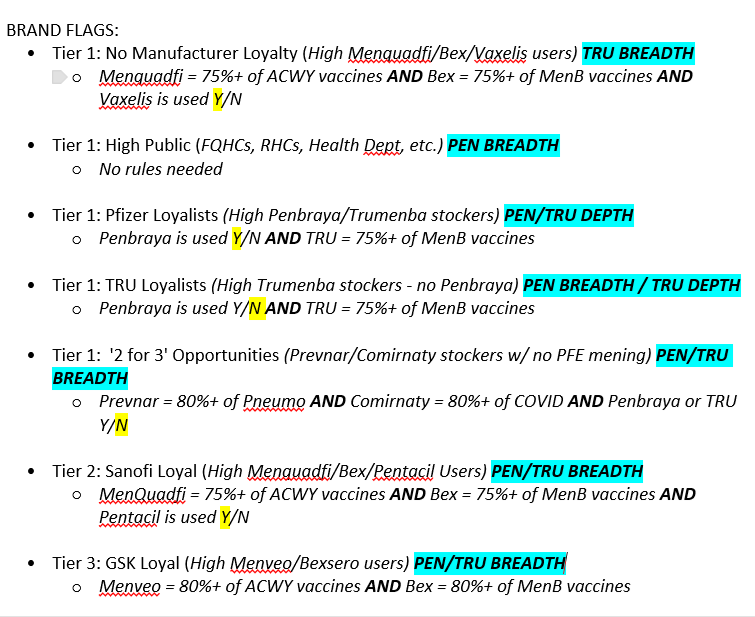 BRAND FLAGS:
• Tier 1: No Manufacturer Loyalty (High Menquadfi/Bex/Vaxelis users) TRU BREADTH
o Menquadfi = 75%+ of ACWY vaccines AND Bex = 75%+ of MenB vaccines AND
Vaxelis is used Y/N
• Tier 1: High Public (FQHCs, RHCs, Health Dept, etc.) PEN BREADTH
o No rules needed
• Tier 1: Pfizer Loyalists (High Penbraya/Trumenba stockers) PEN/TRU DEPTH
o Penbraya is used Y/N AND TRU = 75%+ of MenB vaccines
• Tier 1: TRU Loyalists (High Trumenba stockers - no Penbraya) PEN BREADTH / TRU DEPTH
o Penbraya is used Y/N AND TRU = 75%+ of MenB vaccines
• Tier 1:  '2 for 3' Opportunities (Prevnar/Comirnaty stockers w/ no PFE mening) PEN/TRU
BREADTH
o Prevnar = 80%+ of Pneumo AND Comirnaty = 80%+ of COVID AND Penbraya or TRU
Y/N
• Tier 2: Sanofi Loyal (High Menquadfi/Bex/Pentacil Users) PEN/TRU BREADTH
o MenQuadfi = 75%+ of ACWY vaccines AND Bex = 75%+ of MenB vaccines AND
Pentacil is used Y/N
• Tier 3: GSK Loyal (High Menveo/Bexsero users) PEN/TRU BREADTH
o Menveo = 80%+ of ACWY vaccines AND Bex = 80%+ of MenB vaccines